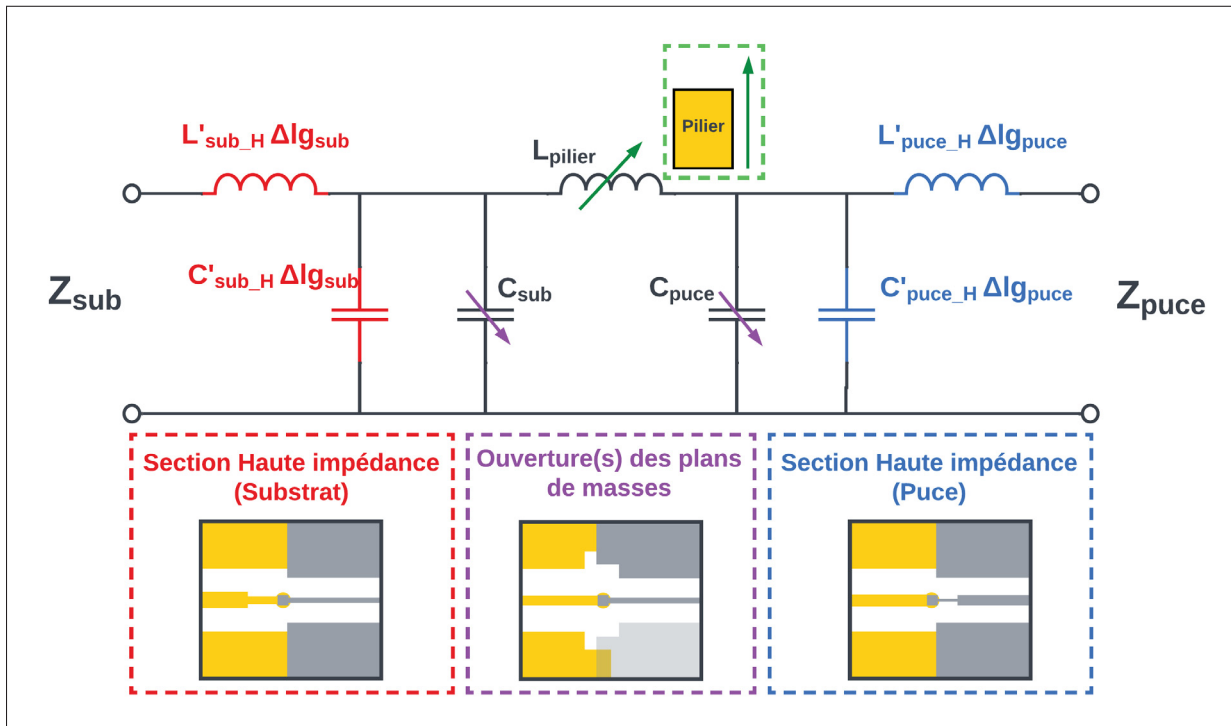 Pilier
L'sub_H Δlgsub
Lpilier
L'puce_H Δlgpuce
Zsub
C'sub_H Δlgsub
Csub
Cpuce
C'puce_H Δlgpuce
Zpuce
Section Haute impédance
(Substrat)
Ouverture(s) des plans
de masses
Section Haute impédance
(Puce)